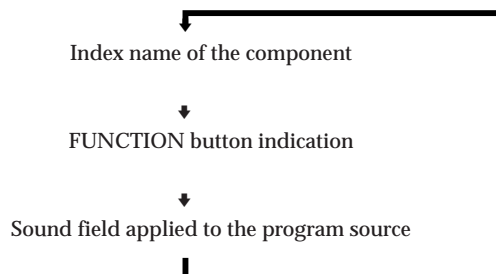 Index name of the component
FUNCTION button indication
Sound field applied to the program source